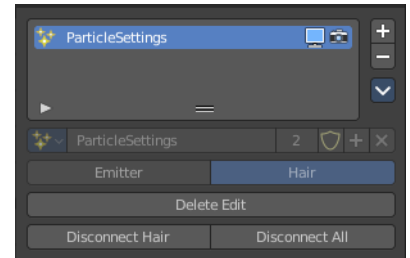 ParticleSettings
ParticleSettings 2
Emitter Hair
Delete Edit
Disconnect Hair Disconnect All